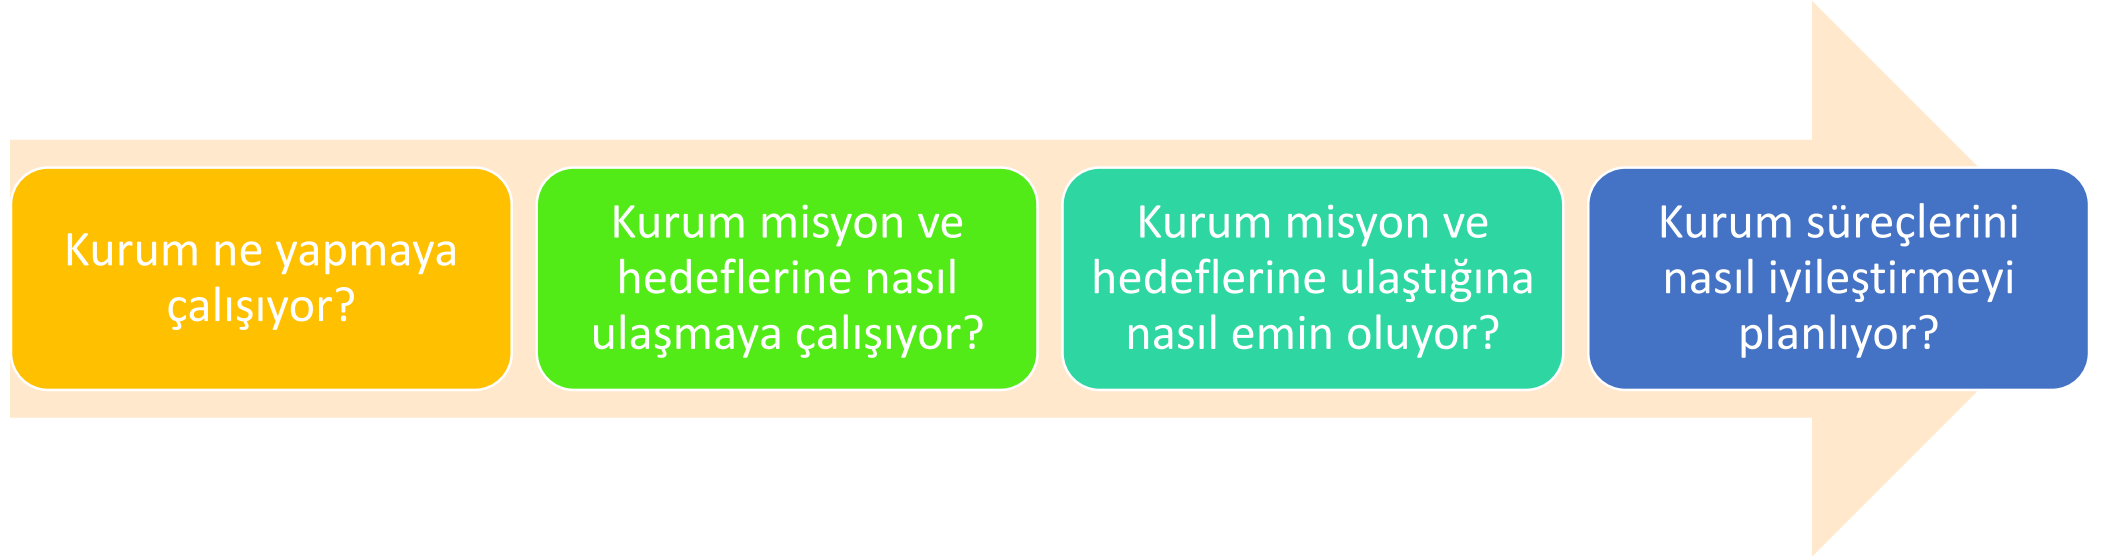 Kurum ne yapmaya
çalışıyor?
Kurum misyon ve
hedeflerine nasıl
ulaşmaya çalışıyor?
Kurum misyon ve
hedeflerine ulaştığına
nasıl emin oluyor?
Kurum süreçlerini
nasıl iyileştirmeyi
planlıyor?